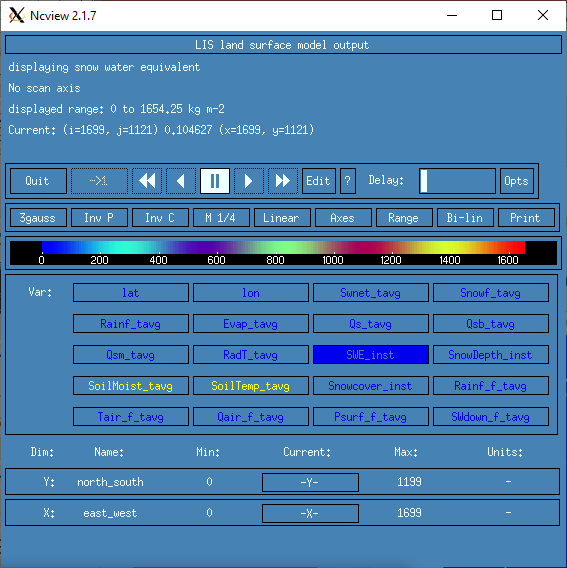 Ncview 2.1.7
LIS land surface model output
displaying snow water equivalent
No scan axis
displayed range: 0 to 1654.25 kg m-2
Current: (i=1699, j=1121) 0.104627 (x=1699, y=1121)
Quit ->1 Edit ? Delay: Opts
3gauss Inv P Inv C M 1/4 Linear Axes Range Bi-lin Print
0 200 400 600 800 1000 1200 1400 1600
Var: lat lon Swnet_tavg Snowf_tavg
Rainf_tavg Evap_tavg Qs_tavg Qsb_tavg
Qsm_tavg RadT_tavg SWE_inst SnowDepth_inst
SoilMoist_tavg SoilTemp_tavg Snowcover_inst Rainf_f_tavg
Tair_f_tavg Qair_f_tavg Psurf_f_tavg SWdown_f_tavg
Dim: Name: Min: Current: Max: Units:
Y: north_south 0 -Y- 1199 -
X: east_west 0 -X- 1699 -